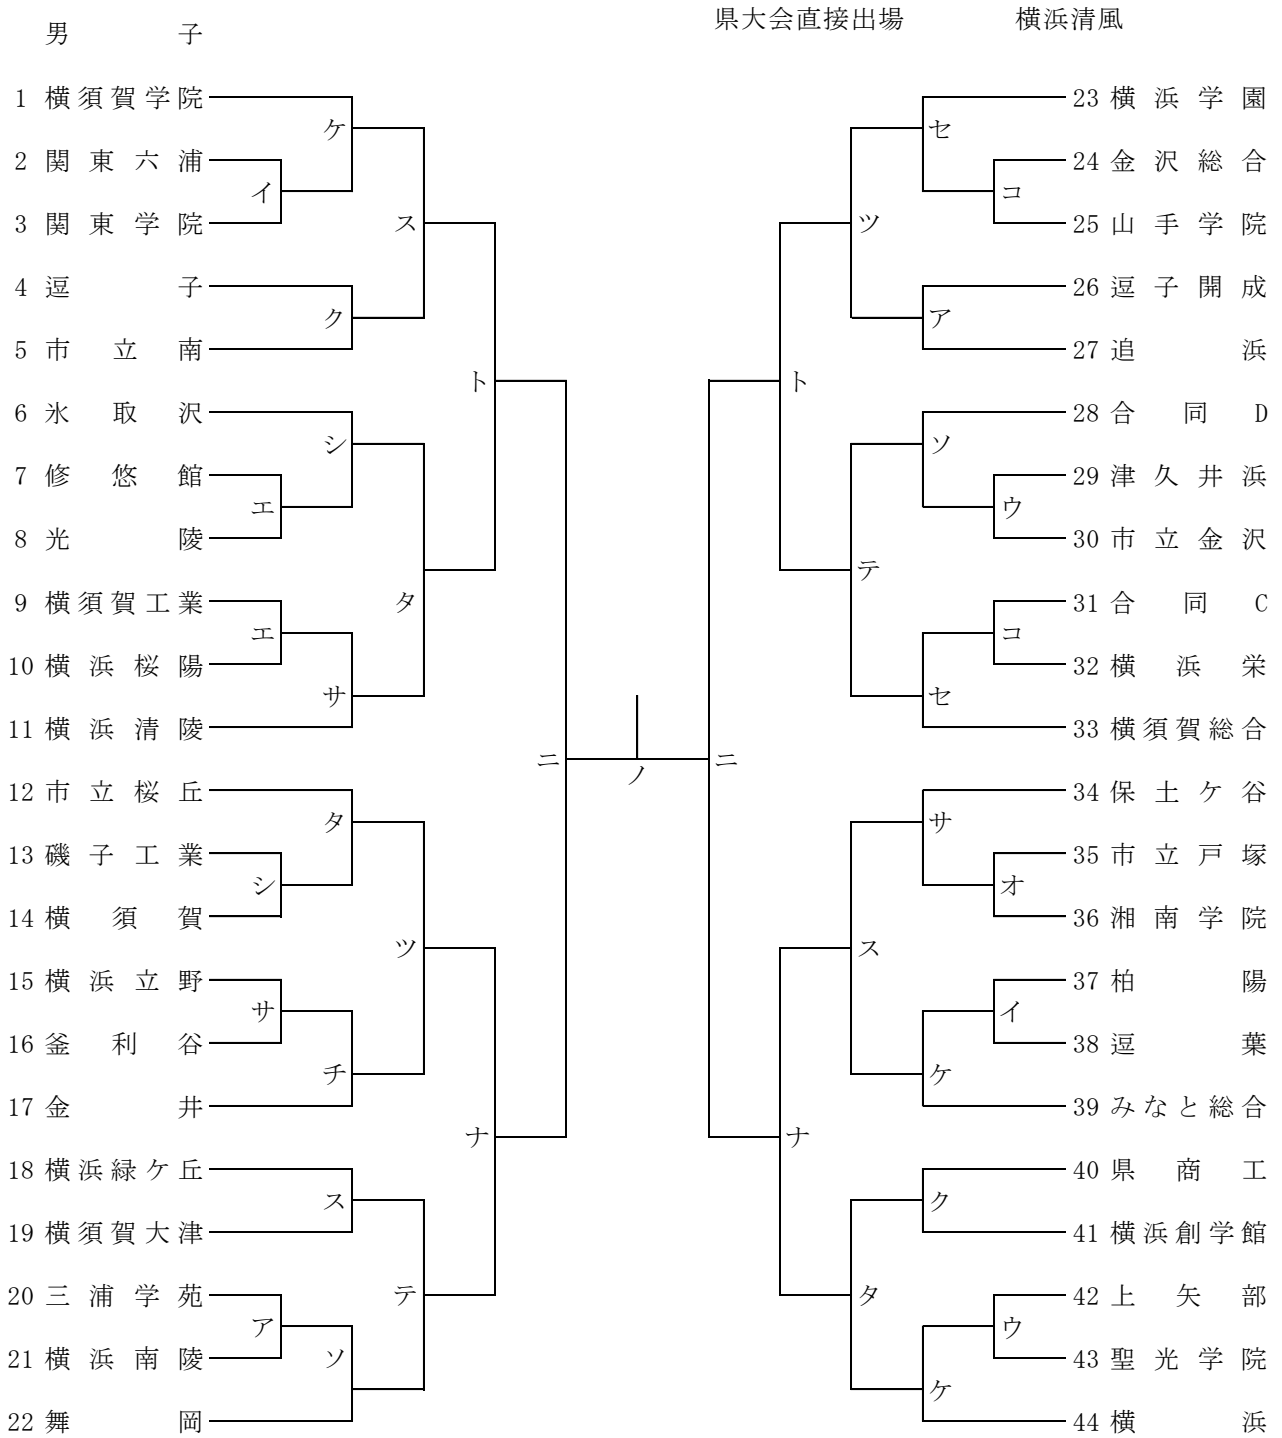 県大会直接出場 横浜清風
男子
1 横須賀学院
2 関東六浦
3 関東学院
4 逗子
5 市立南
6 氷取沢
7 修悠館
8 光陵
9 横須賀工業
10 横浜桜陽
11 横浜清陵
12 市立桜丘
13 磯子工業
14 横須賀
15 横浜立野
16 釜利谷
17 金井
18 横浜緑ケ丘
19 横須賀大津
20 三浦学苑
21 横浜南陵
22 舞岡
ケ
イ
ス
ク
ト
シ
エ
タ
エ
サ
ニ
タ
シ
ツ
サ
チ
ナ
ス
テ
ア
ソ
ノ
セ
コ
ツ
ア
ト
ソ
ウ
テ
コ
セ
ニ
サ
オ
ス
イ
ケ
ナ
ク
タ
ウ
ケ
23 横浜学園
24 金沢総合
25 山手学院
26 逗子開成
27 追浜
28 合同D
29 津久井浜
30 市立金沢
31 合同C
32 横浜栄
33 横須賀総合
34 保土ケ谷
35 市立戸塚
36 湘南学院
37 柏陽
38 逗葉
39 みなと総合
40 県商工
41 横浜創学館
42 上矢部
43 聖光学院
44 横浜